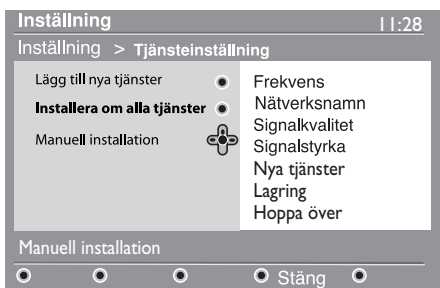 Inställning 11:28
Inställning > Tjänsteinställning
Lägg till nya tjänster
Installera om alla tjänster
Manuell installation
Frekvens
Nätverksnamn
Signalkvalitet
Signalstyrka
Nya tjänster
Lagring
Hoppa över
Manuell installation
Stäng